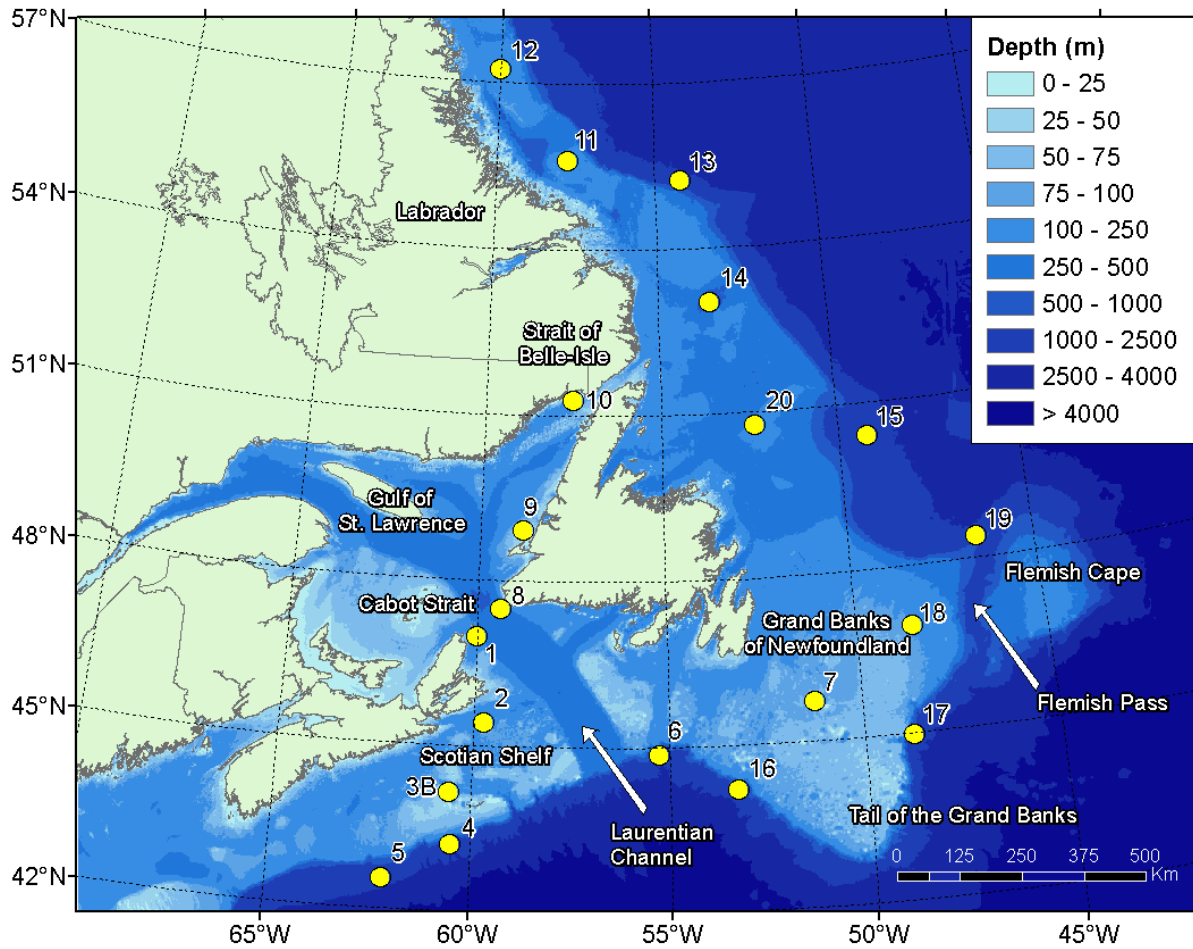 57°N
54°N
51°N
48°N
45°N
42°N
65°W
60°W
55°W
50°W
45°W
Depth (m)
0 - 25
25 - 50
50 - 75
75 - 100
100 - 250
250 - 500
500 - 1000
1000 - 2500
2500 - 4000
> 4000
12
11
13
Labrador
14
Strait of
Belle-Isle
10
20
15
Gulf of
St. Lawrence
9
19
Flemish Cape
Cabot Strait
8
1
Grand Banks
of Newfoundland
18
7
Flemish Pass
2
6
17
Scotian Shelf
3B
16
4
Tail of the Grand Banks
Laurentian
Channel
5
0 125 250 375 500
Km